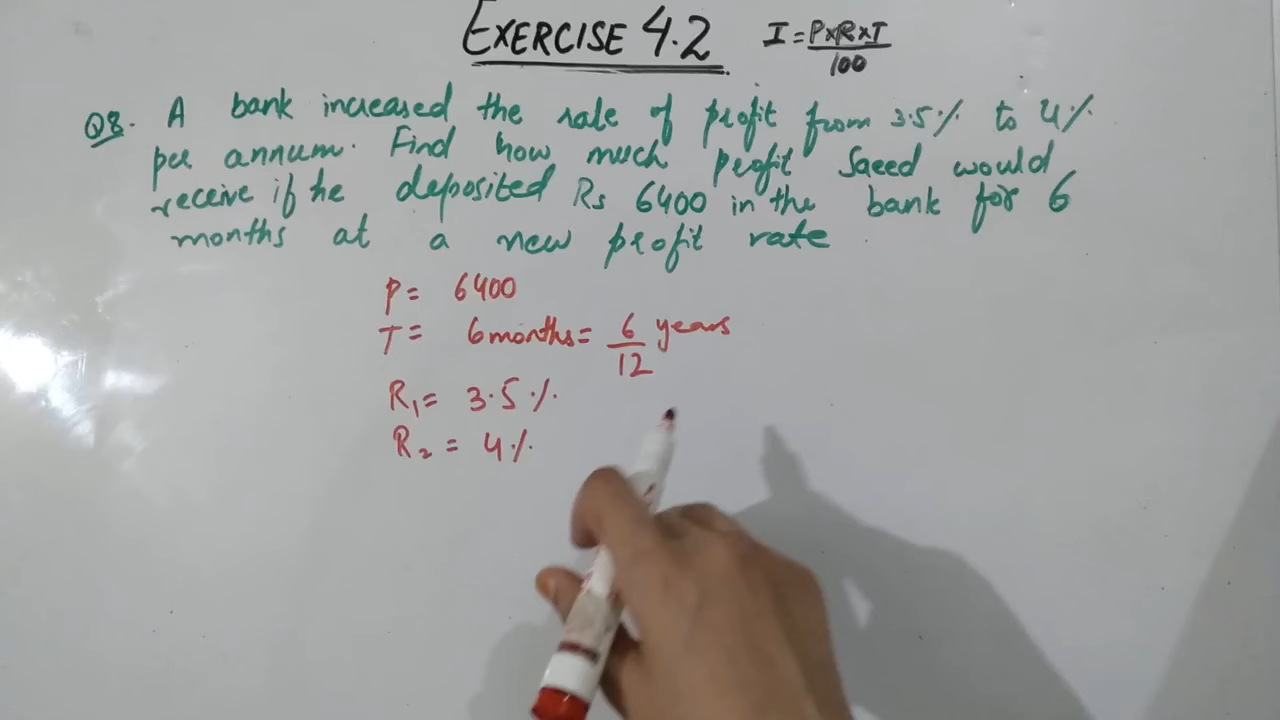 EXERCISE 4.2 I = P×R×T
100
Q8. A bank increased the rate of profit from 3.5% to 4%
per annum. Find how much profit Saeed would
receive if he deposited Rs 6400 in the bank for 6
months at a new profit rate
P = 6400
T = 6 months = 6/12 years
R₁ = 3.5%
R₂ = 4%